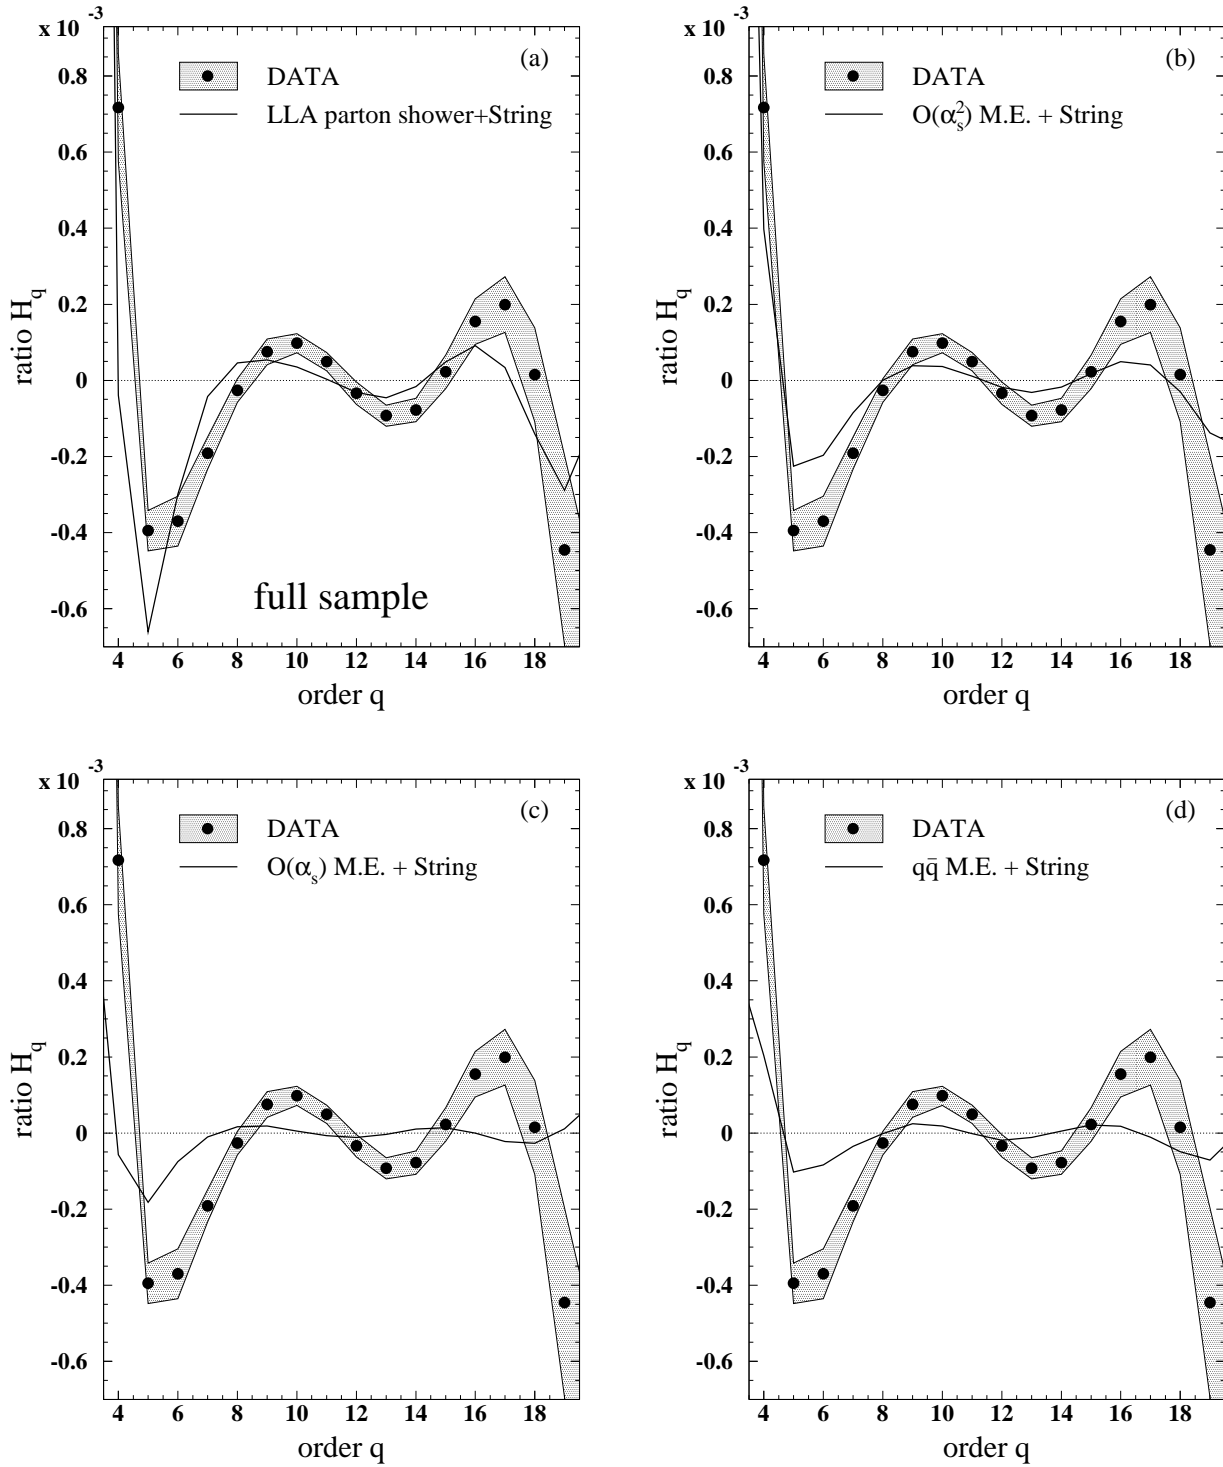 x 10 -3
(a)
DATA
LLA parton shower+String
0.8
0.6
0.4
0.2
0
-0.2
-0.4
-0.6
ratio H_q
full sample
4 6 8 10 12 14 16 18
order q
x 10 -3
(b)
DATA
O(α_s^2) M.E. + String
0.8
0.6
0.4
0.2
0
-0.2
-0.4
-0.6
ratio H_q
4 6 8 10 12 14 16 18
order q
x 10 -3
(c)
DATA
O(α_s) M.E. + String
0.8
0.6
0.4
0.2
0
-0.2
-0.4
-0.6
ratio H_q
4 6 8 10 12 14 16 18
order q
x 10 -3
(d)
DATA
qq̄ M.E. + String
0.8
0.6
0.4
0.2
0
-0.2
-0.4
-0.6
ratio H_q
4 6 8 10 12 14 16 18
order q